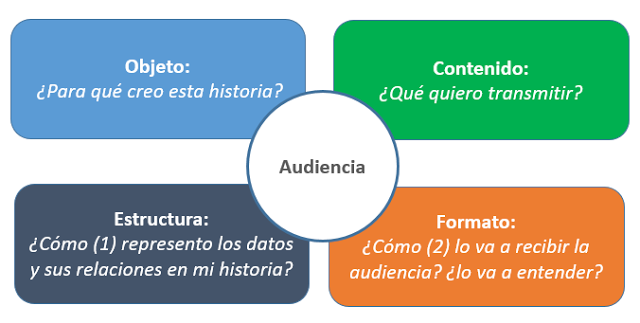 Objeto:
¿Para qué creo esta historia?
Contenido:
¿Qué quiero transmitir?
Audiencia
Estructura:
¿Cómo (1) represento los datos
y sus relaciones en mi historia?
Formato:
¿Cómo (2) lo va a recibir la
audiencia? ¿lo va a entender?